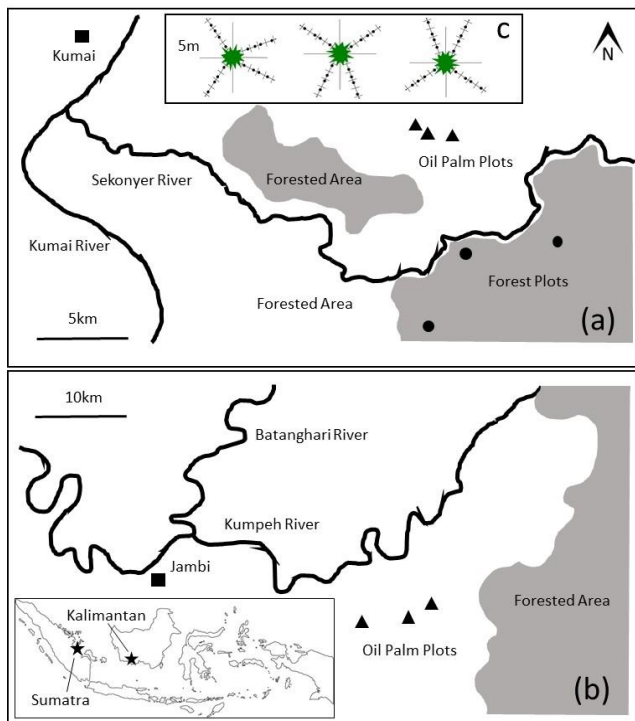 Kumai
5m
C
N
Oil Palm Plots
Sekonyer River
Forested Area
Kumai River
Forested Area
Forest Plots
5km
(a)
10km
Batanghari River
Kumpeh River
Jambi
Forested Area
Kalimantan
Sumatra
Oil Palm Plots
(b)